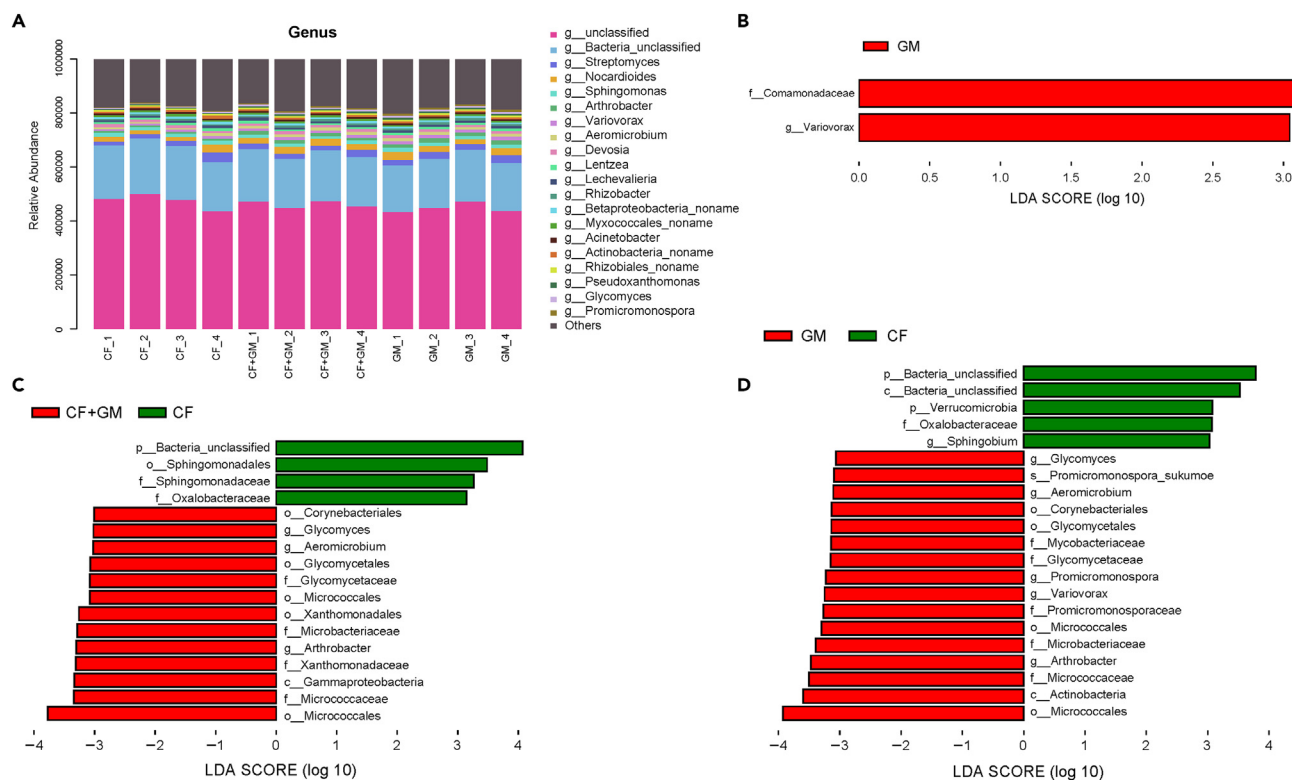 A
Genus
Relative Abundance
1000000
800000
600000
400000
200000
0
CF_1
CF_2
CF_3
CF_4
CF+GM_1
CF+GM_2
CF+GM_3
CF+GM_4
GM_1
GM_2
GM_3
GM_4
g__unclassified
g__Bacteria_unclassified
g__Streptomyces
g__Nocardioides
g__Sphingomonas
g__Arthrobacter
g__Variovorax
g__Aeromicrobium
g__Devosia
g__Lentzea
g__Lechevalieria
g__Rhizobacter
g__Betaproteobacteria_noname
g__Myxococcales_noname
g__Acinetobacter
g__Actinobacteria_noname
g__Rhizobiales_noname
g__Pseudoxanthomonas
g__Glycomyces
g__Promicromonospora
Others
B
GM
f__Comamonadaceae
g__Variovorax
0.0 0.5 1.0 1.5 2.0 2.5 3.0
LDA SCORE (log 10)
C
CF+GM CF
p__Bacteria_unclassified
o__Sphingomonadales
f__Sphingomonadaceae
f__Oxalobacteraceae
o__Corynebacteriales
g__Glycomyces
g__Aeromicrobium
o__Glycomycetales
f__Glycomycetaceae
o__Micrococcales
o__Xanthomonadales
f__Microbacteriaceae
g__Arthrobacter
f__Xanthomonadaceae
c__Gammaproteobacteria
f__Micrococcaceae
o__Micrococcales
−4 −3 −2 −1 0 1 2 3 4
LDA SCORE (log 10)
GM CF
D
p__Bacteria_unclassified
c__Bacteria_unclassified
p__Verrucomicrobia
f__Oxalobacteraceae
g__Sphingobium
g__Glycomyces
s__Promicromonospora_sukumoe
g__Aeromicrobium
o__Corynebacteriales
o__Glycomycetales
f__Mycobacteriaceae
f__Glycomycetaceae
g__Promicromonospora
g__Variovorax
f__Promicromonosporaceae
o__Micrococcales
f__Microbacteriaceae
g__Arthrobacter
f__Micrococcaceae
c__Actinobacteria
o__Micrococcales
−4 −3 −2 −1 0 1 2 3 4
LDA SCORE (log 10)